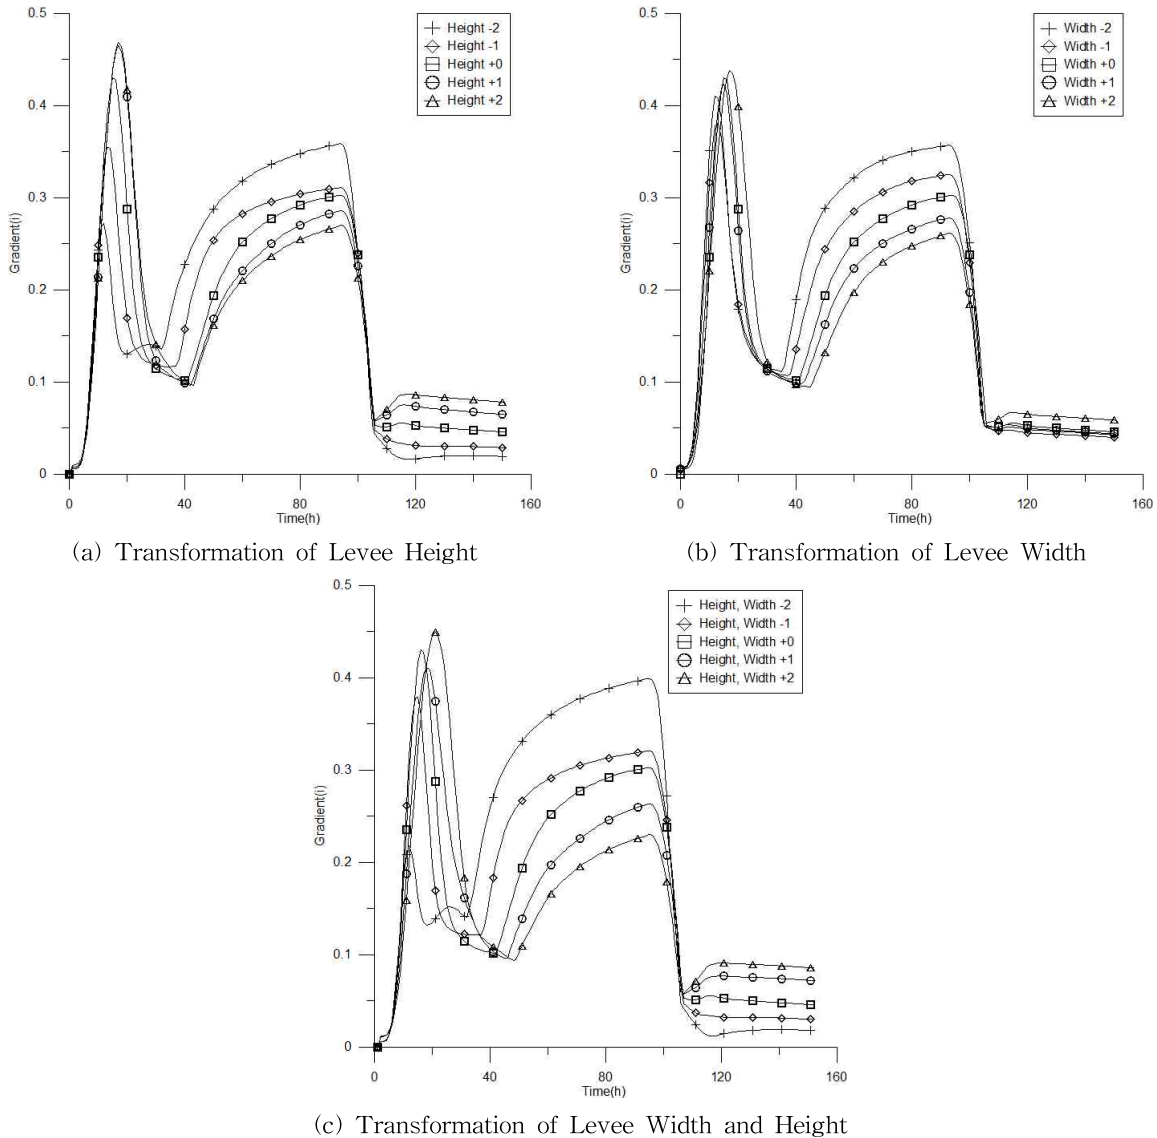 0.5
0.4
0.3
0.2
0.1
0
Gradient(i)
0 40 80 120 160
Time(h)
Height -2
Height -1
Height +0
Height +1
Height +2
(a) Transformation of Levee Height
0.5
0.4
0.3
0.2
0.1
0
Gradient(i)
0 40 80 120 160
Time(h)
Width -2
Width -1
Width +0
Width +1
Width +2
(b) Transformation of Levee Width
0.5
0.4
0.3
0.2
0.1
0
Gradient(i)
0 40 80 120 160
Time(h)
Height, Width -2
Height, Width -1
Height, Width +0
Height, Width +1
Height, Width +2
(c) Transformation of Levee Width and Height